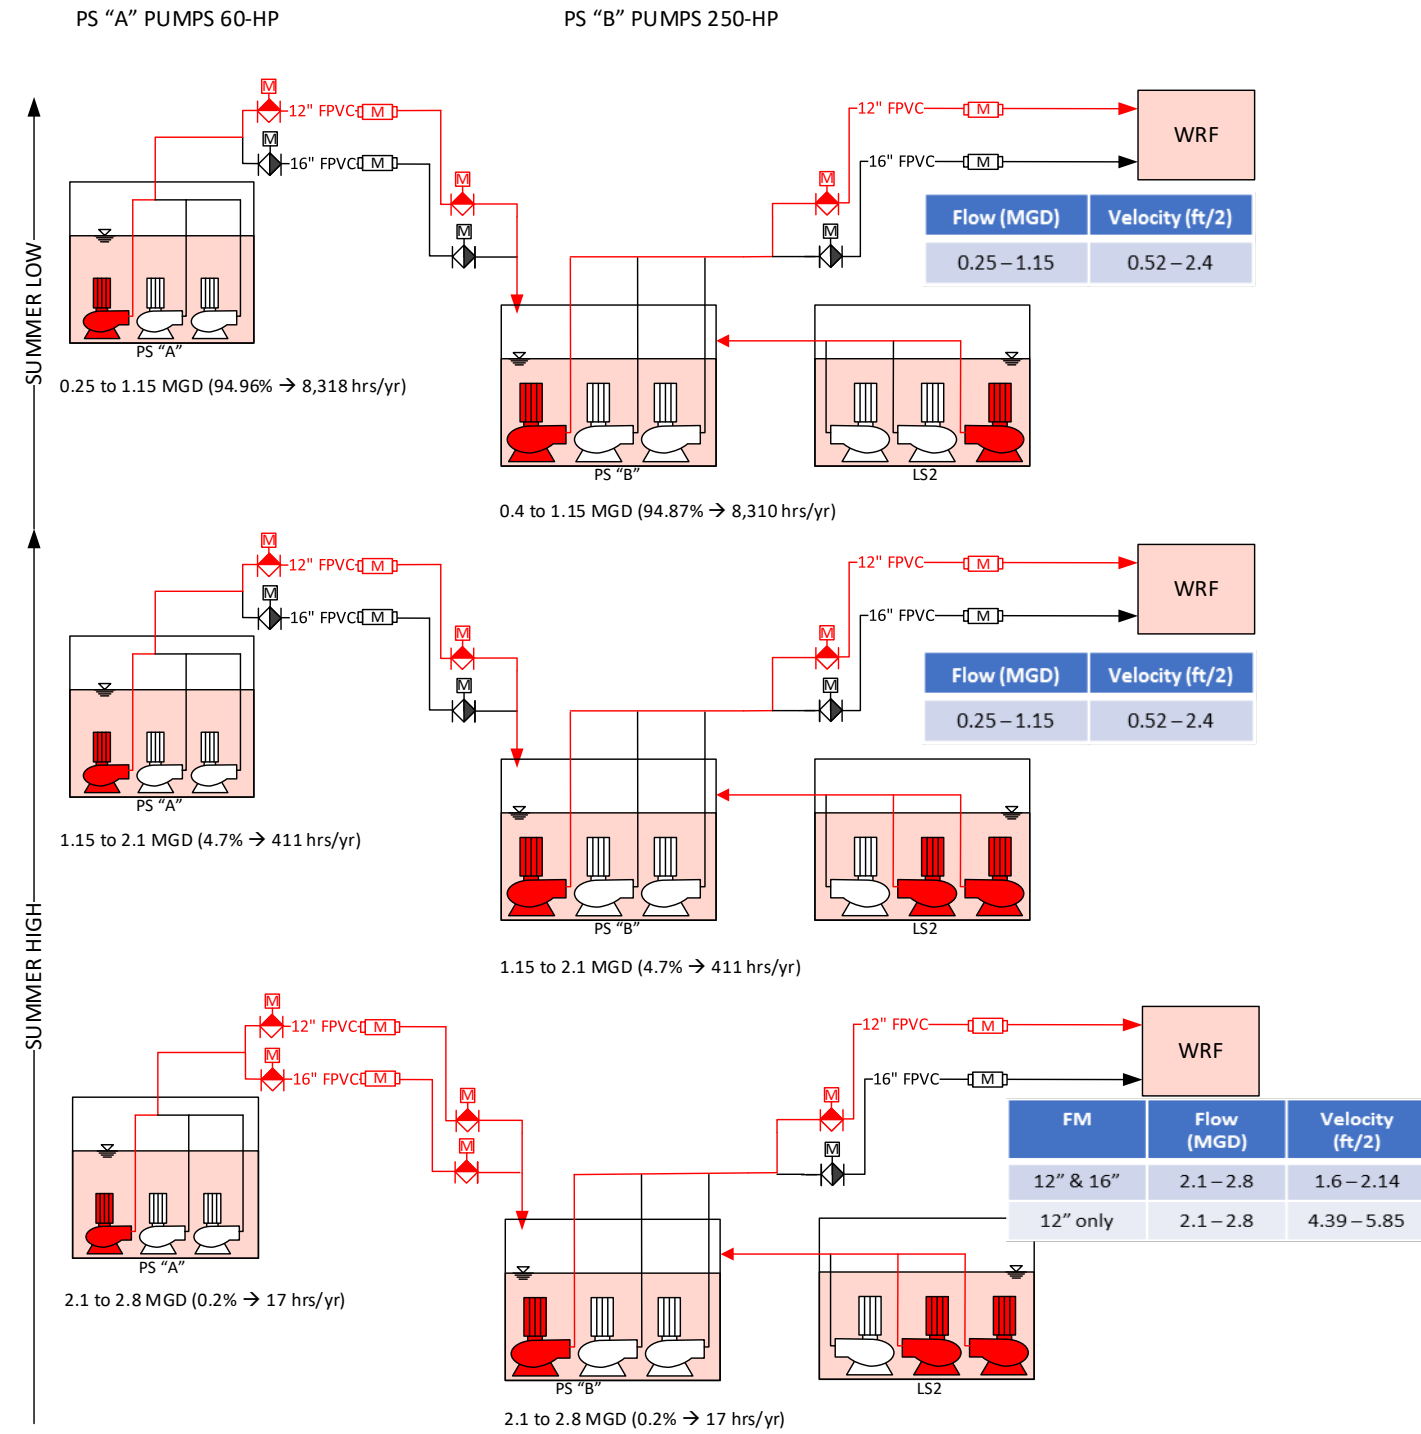 PS “A” PUMPS 60-HP
PS “B” PUMPS 250-HP
SUMMER LOW
M
12" FPVC
M
M
16" FPVC
M
M
M
PS “A”
0.25 to 1.15 MGD (94.96% → 8,318 hrs/yr)
12" FPVC
M
M
16" FPVC
M
M
WRF
Flow (MGD) Velocity (ft/2)
0.25 – 1.15 0.52 – 2.4
PS “B”
LS2
0.4 to 1.15 MGD (94.87% → 8,310 hrs/yr)
SUMMER HIGH
M
12" FPVC
M
M
16" FPVC
M
M
M
PS “A”
1.15 to 2.1 MGD (4.7% → 411 hrs/yr)
12" FPVC
M
M
16" FPVC
M
M
WRF
Flow (MGD) Velocity (ft/2)
0.25 – 1.15 0.52 – 2.4
PS “B”
LS2
1.15 to 2.1 MGD (4.7% → 411 hrs/yr)
M
12" FPVC
M
M
16" FPVC
M
M
M
PS “A”
2.1 to 2.8 MGD (0.2% → 17 hrs/yr)
12" FPVC
M
M
16" FPVC
M
M
WRF
FM Flow (MGD) Velocity (ft/2)
12” & 16” 2.1 – 2.8 1.6 – 2.14
12” only 2.1 – 2.8 4.39 – 5.85
PS “B”
LS2
2.1 to 2.8 MGD (0.2% → 17 hrs/yr)